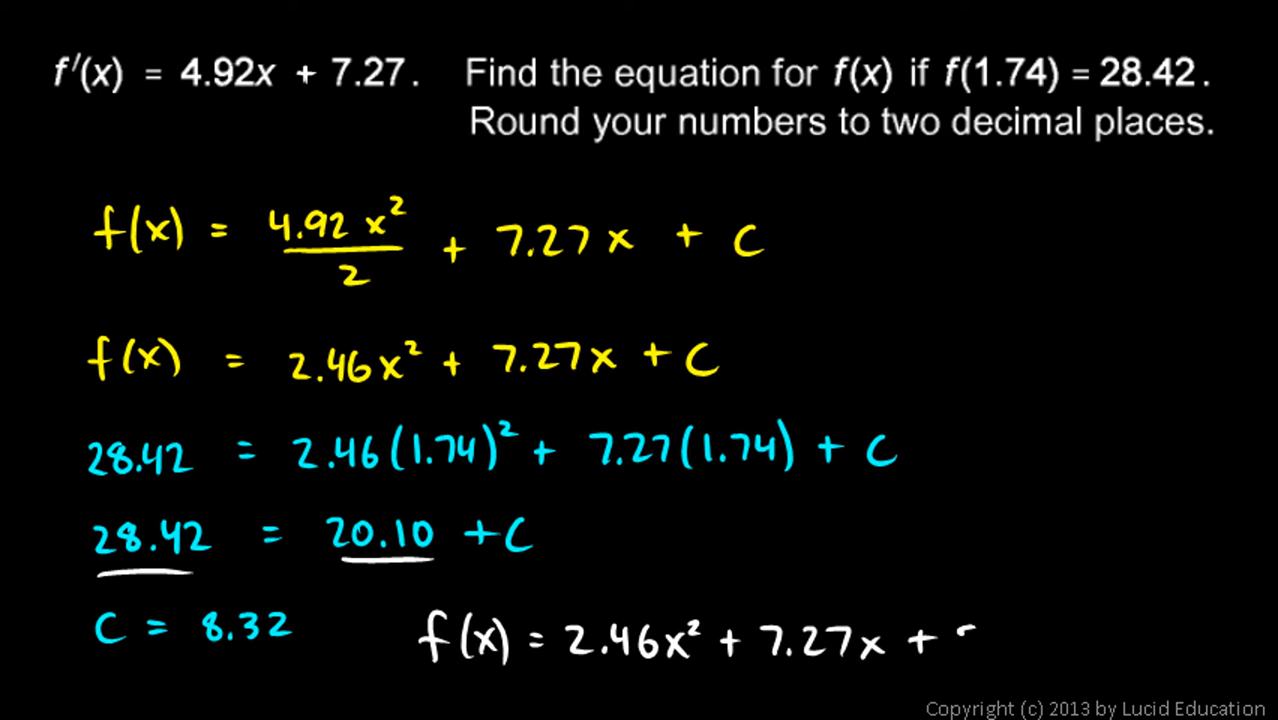 f'(x) = 4.92x + 7.27. Find the equation for f(x) if f(1.74) = 28.42.
Round your numbers to two decimal places.
f(x) = 4.92 x² / 2 + 7.27x + C
f(x) = 2.46x² + 7.27x + C
28.42 = 2.46(1.74)² + 7.27(1.74) + C
28.42 = 20.10 + C
C = 8.32
f(x) = 2.46x² + 7.27x +
Copyright (c) 2013 by Lucid Education